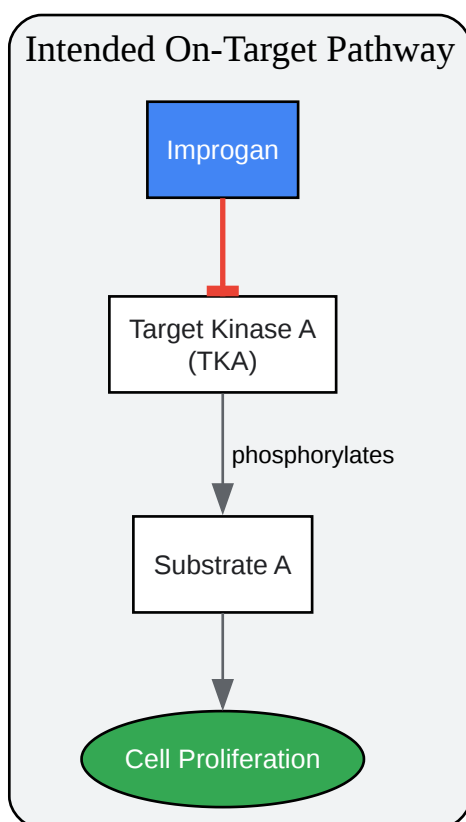 Intended On-Target Pathway
Improgan
Target Kinase A
(TKA)
phosphorylates
Substrate A
Cell Proliferation